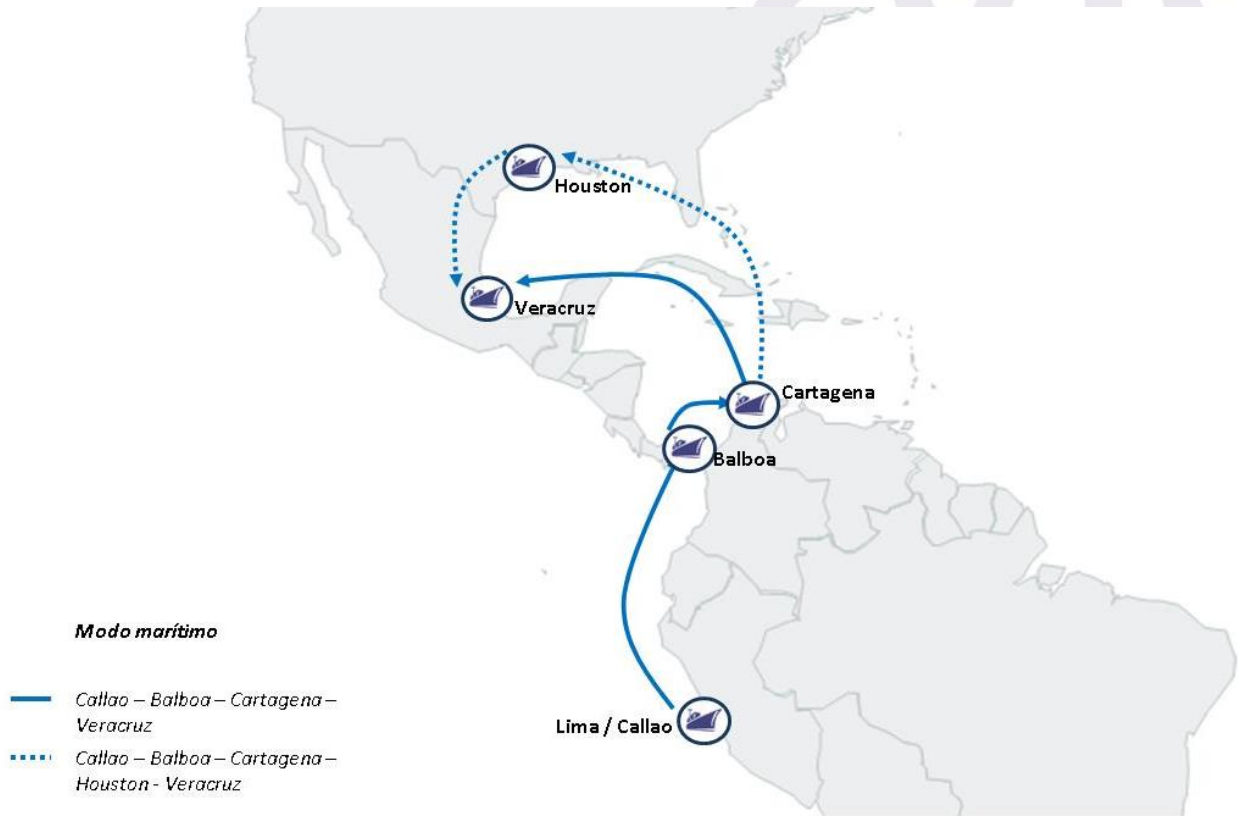 Houston
Veracruz
Cartagena
Balboa
Lima / Callao
Modo marítimo
Callao – Balboa – Cartagena –
Veracruz
Callao – Balboa – Cartagena –
Houston - Veracruz